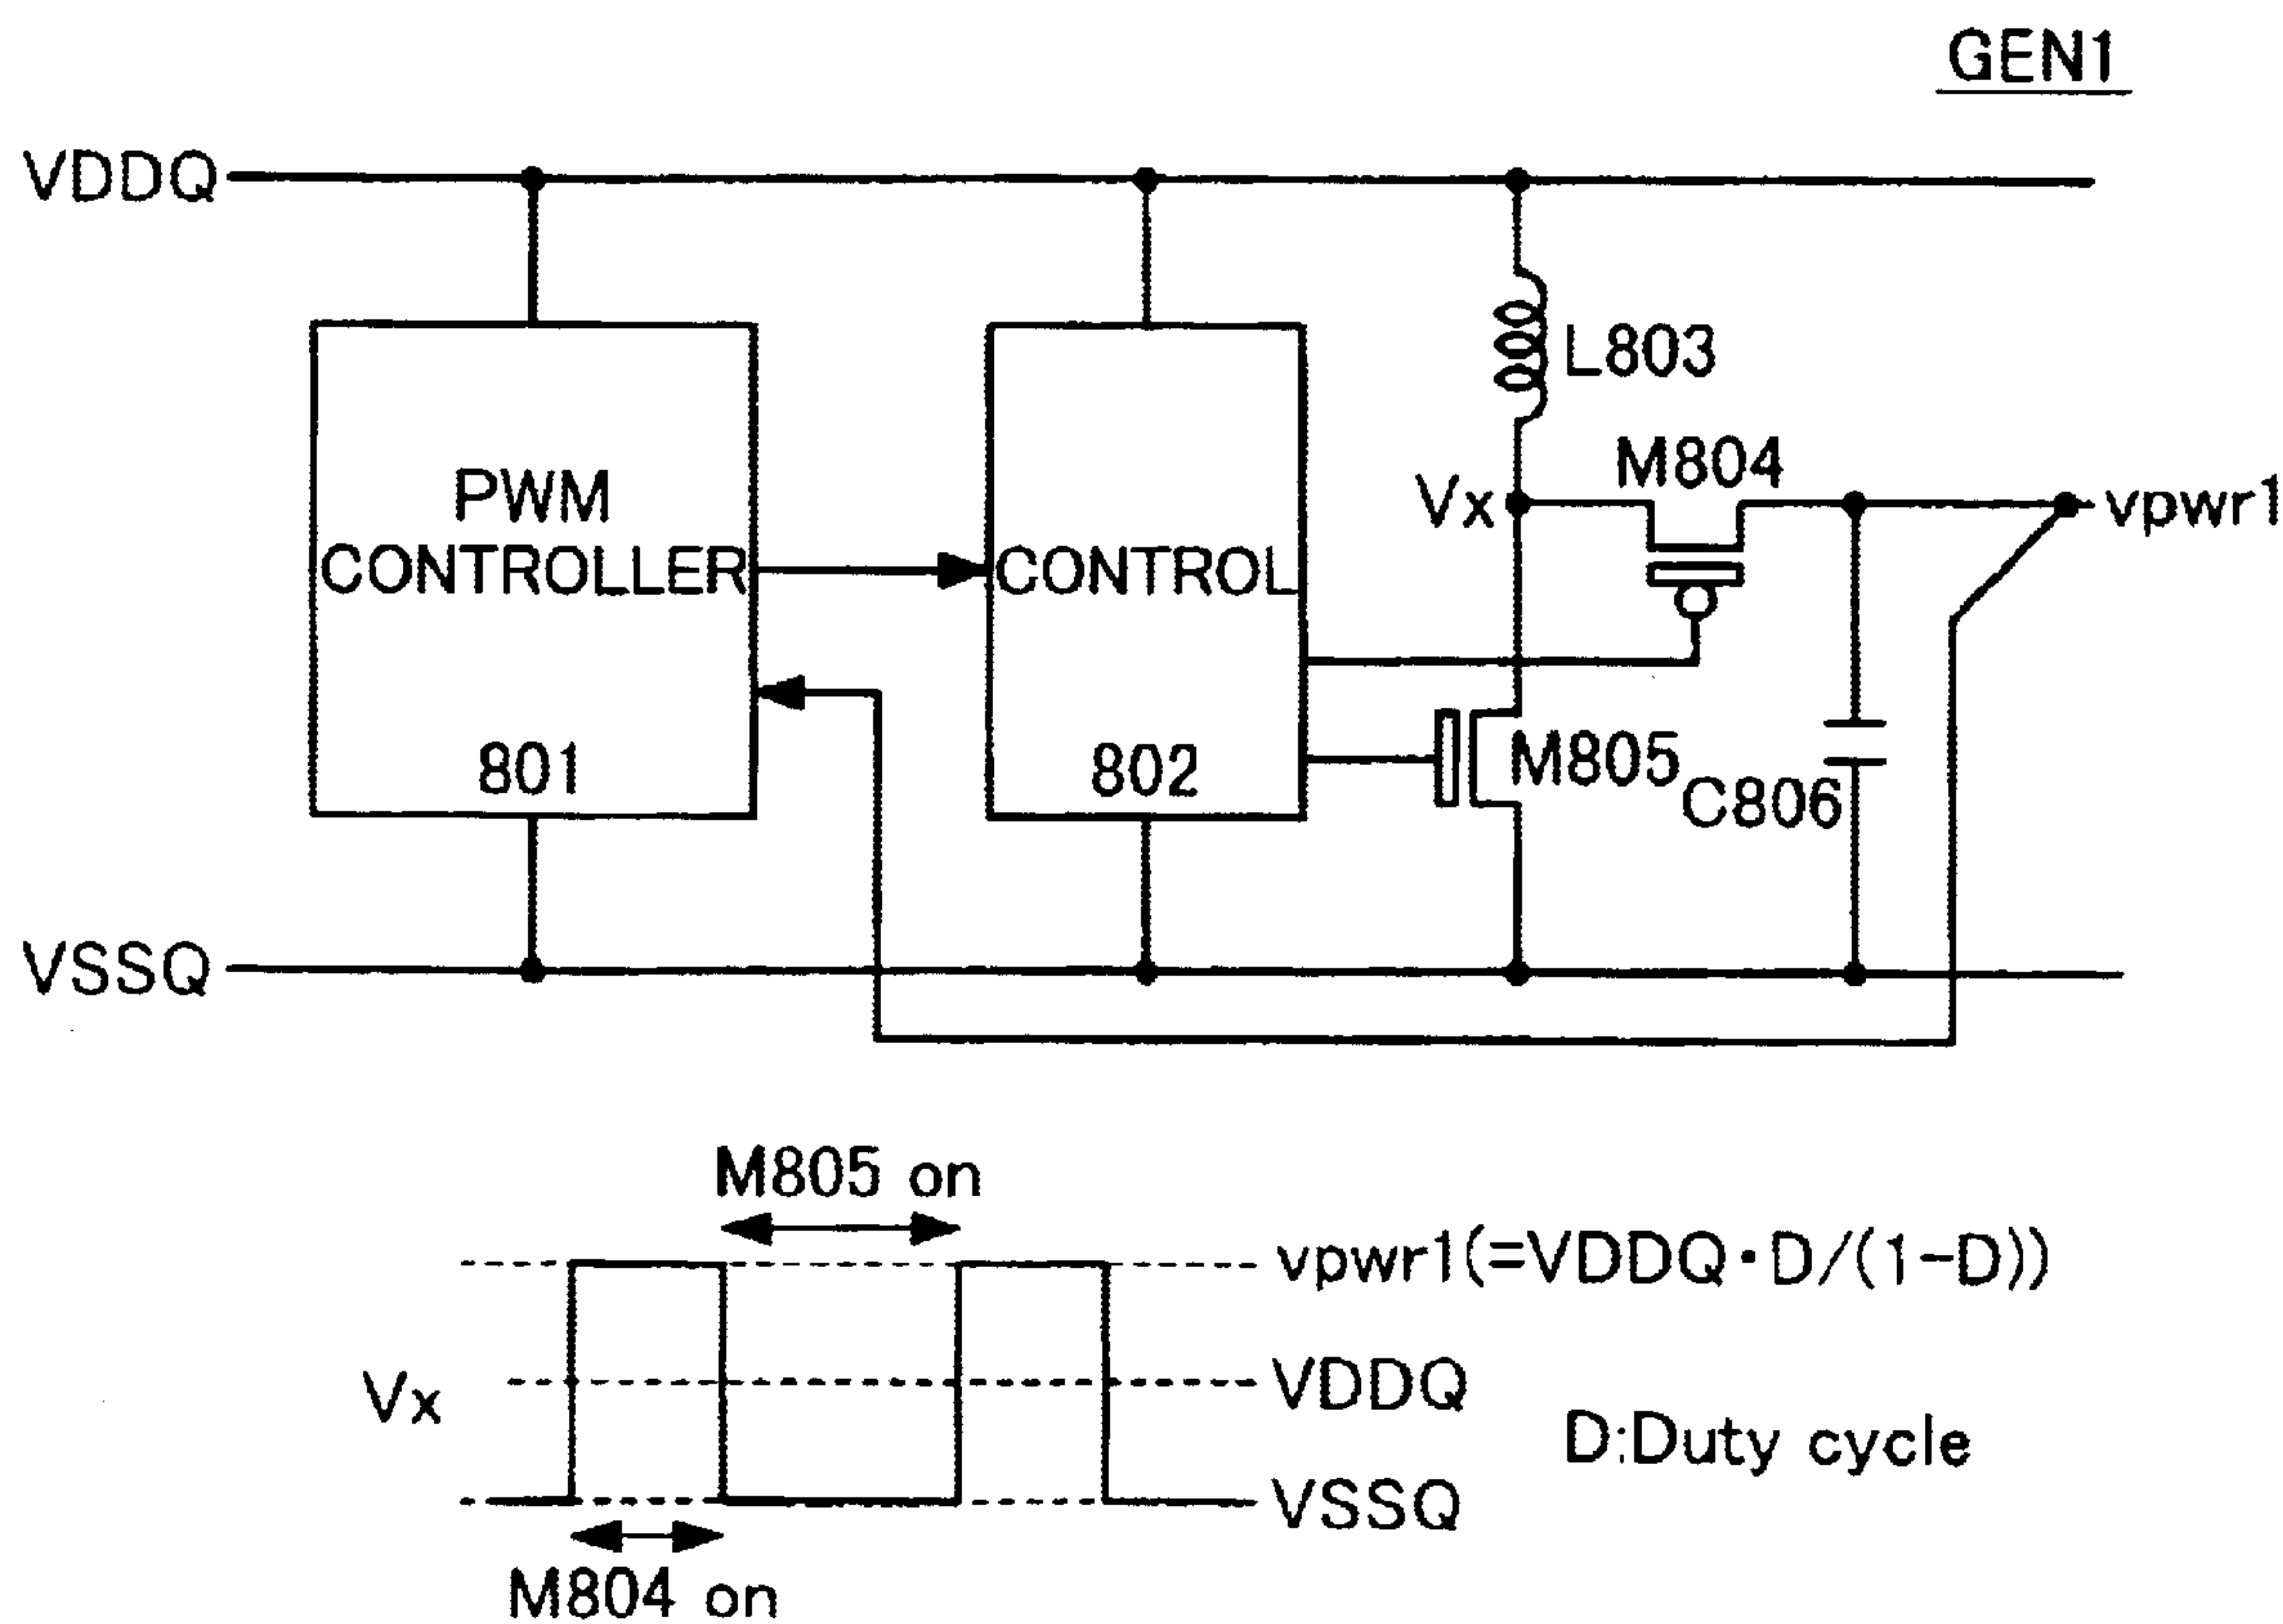 GEN1
VDDQ
L803
M804
Vx
vpwr1
PWM
CONTROLLER
CONTROL
801
802
M805
C806
VSSQ
M805 on
vpwr1(=VDDQ·D/(1-D))
Vx
VDDQ
D:Duty cycle
VSSQ
M804 on